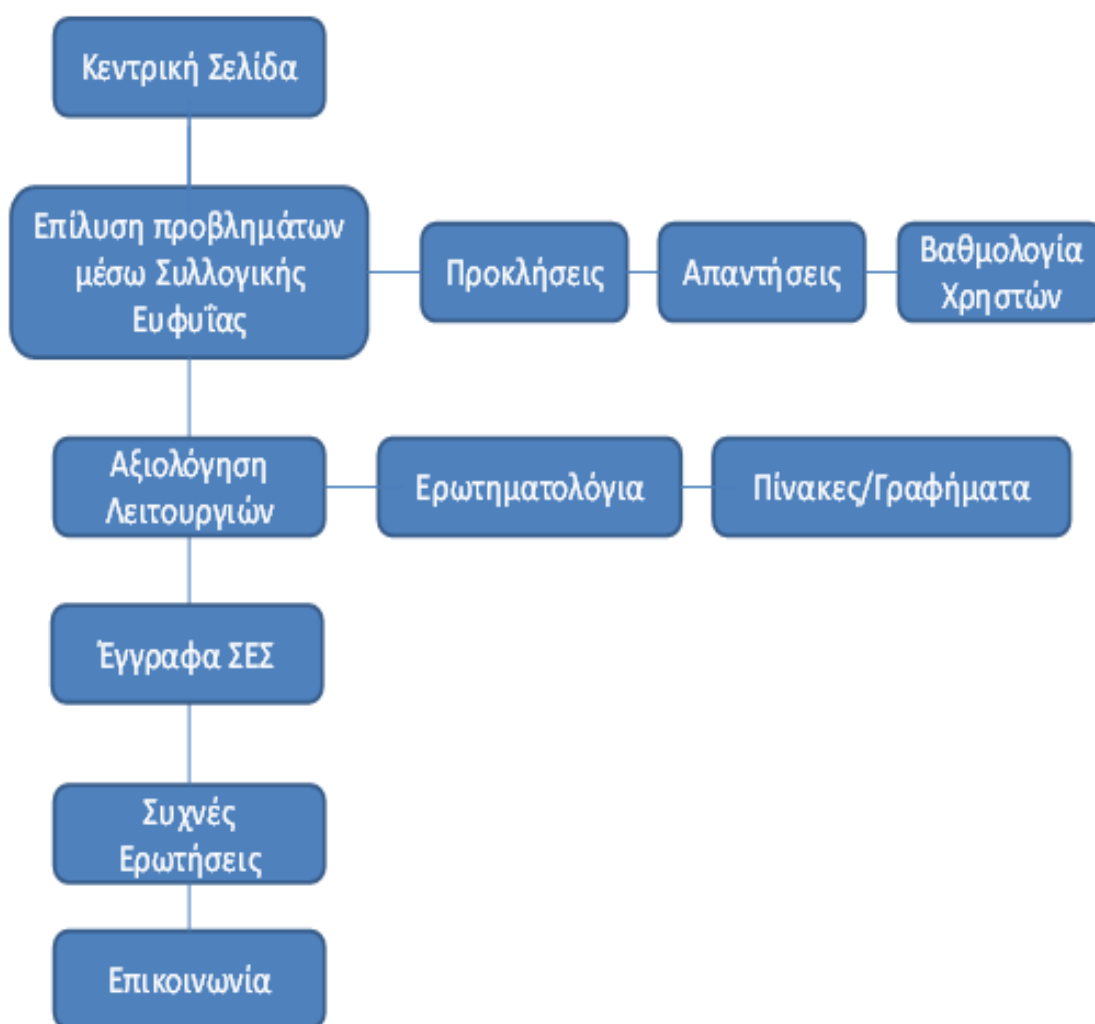 Κεντρική Σελίδα
Επίλυση προβλημάτων
μέσω Συλλογικής
Ευφυΐας
Προκλήσεις
Απαντήσεις
Βαθμολογία
Χρηστών
Αξιολόγηση
Λειτουργιών
Ερωτηματολόγια
Πίνακες/Γραφήματα
Έγγραφα ΣΕΣ
Συχνές
Ερωτήσεις
Επικοινωνία